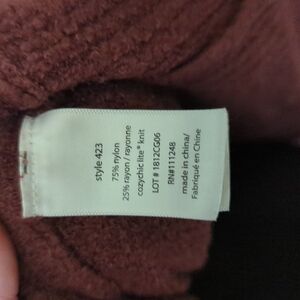 style 423
75% nylon
25% rayon / rayonne
cozychic lite® knit
LOT # 1812CG06
RN#111248
made in china/
Fabriqué en Chine